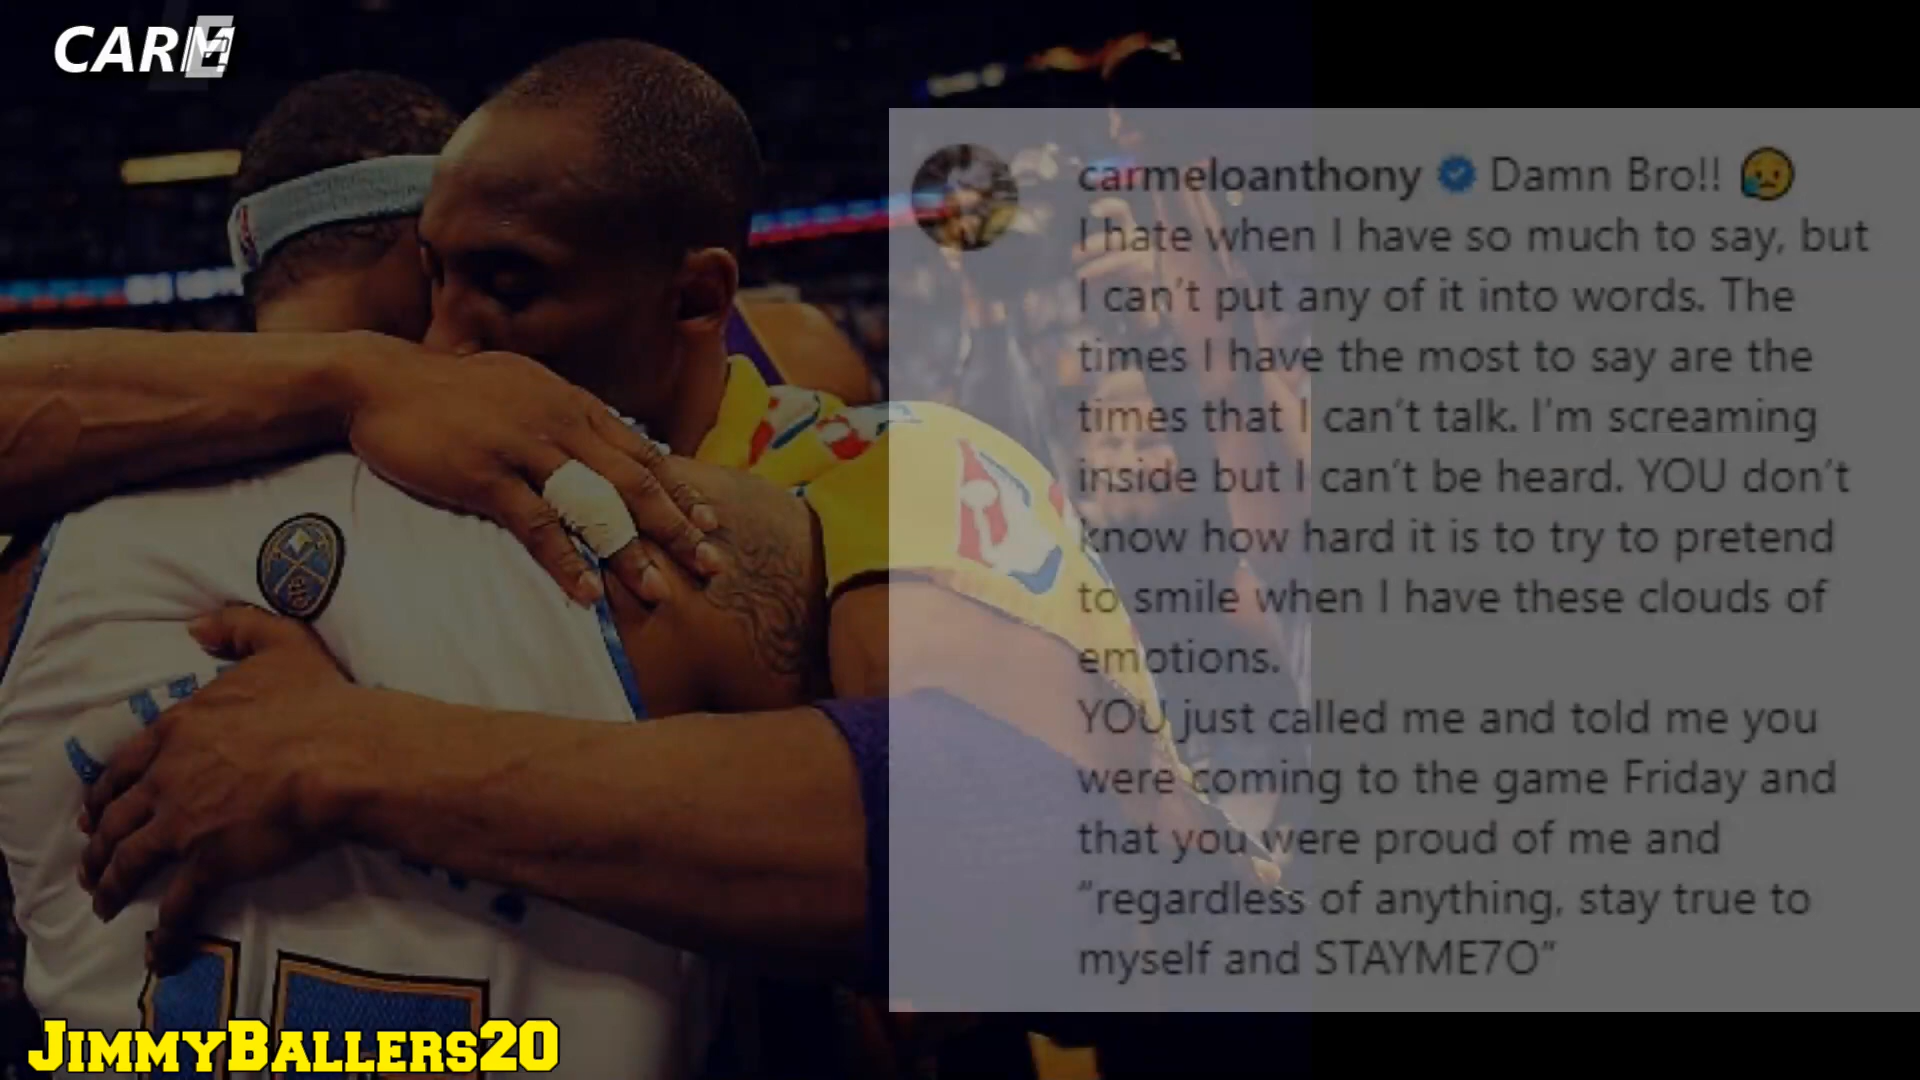 carmeloanthony Damn Bro!!
I hate when I have so much to say, but
I can't put any of it into words. The
times I have the most to say are the
times that I can't talk. I'm screaming
inside but I can't be heard. YOU don't
know how hard it is to try to pretend
to smile when I have these clouds of
emotions.
YOU just called me and told me you
were coming to the game Friday and
that you were proud of me and
“regardless of anything, stay true to
myself and STAYME7O”
JIMMYBALLERS20